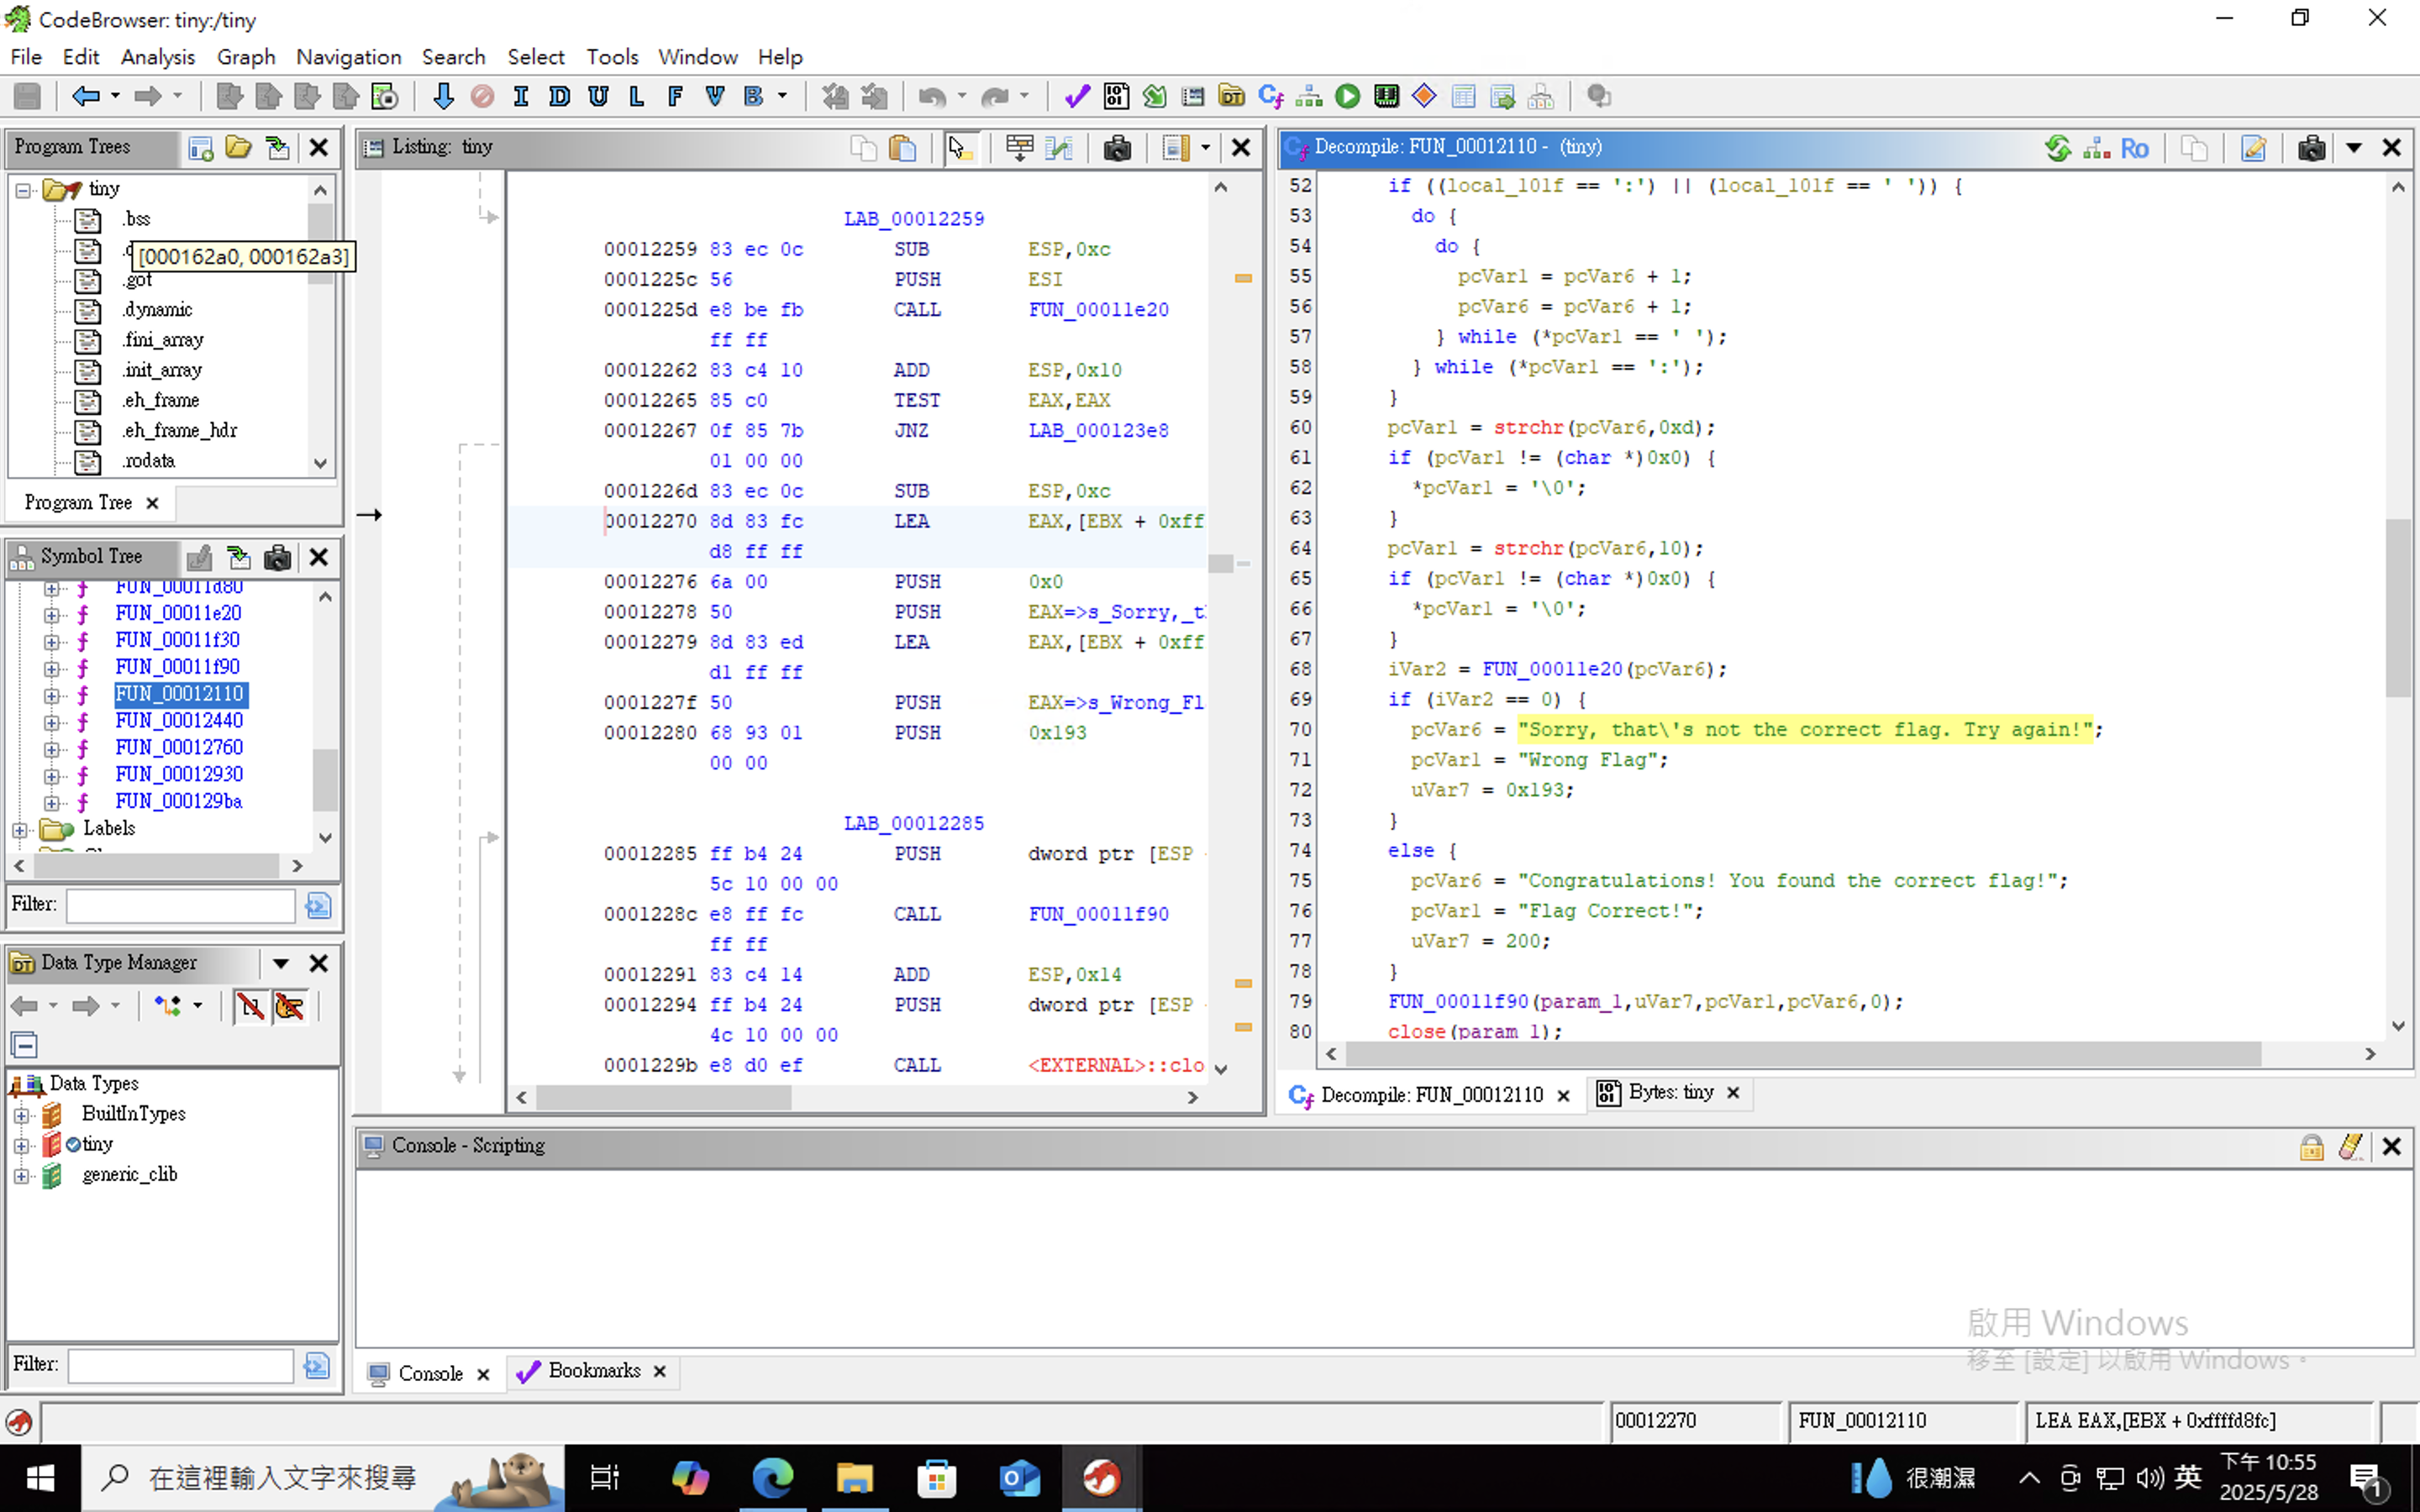 CodeBrowser: tiny:/tiny
File Edit Analysis Graph Navigation Search Select Tools Window Help
I D U L F V B
Program Trees
tiny
.bss
[000162a0, 000162a3]
.got
.dynamic
.fini_array
.init_array
.eh_frame
.eh_frame_hdr
.rodata
Program Tree
Symbol Tree
FUN_00011d80
FUN_00011e20
FUN_00011f30
FUN_00011f90
FUN_00012110
FUN_00012440
FUN_00012760
FUN_00012930
FUN_000129ba
Labels
Filter:
Data Type Manager
Data Types
BuiltInTypes
tiny
generic_clib
Filter:
Listing: tiny
LAB_00012259
00012259 83 ec 0c SUB ESP,0xc
0001225c 56 PUSH ESI
0001225d e8 be fb CALL FUN_00011e20
ff ff
00012262 83 c4 10 ADD ESP,0x10
00012265 85 c0 TEST EAX,EAX
00012267 0f 85 7b JNZ LAB_000123e8
01 00 00
0001226d 83 ec 0c SUB ESP,0xc
00012270 8d 83 fc LEA EAX,[EBX + 0xff
d8 ff ff
00012276 6a 00 PUSH 0x0
00012278 50 PUSH EAX=>s_Sorry,_t
00012279 8d 83 ed LEA EAX,[EBX + 0xff
d1 ff ff
0001227f 50 PUSH EAX=>s_Wrong_Fl
00012280 68 93 01 PUSH 0x193
00 00
LAB_00012285
00012285 ff b4 24 PUSH dword ptr [ESP
5c 10 00 00
0001228c e8 ff fc CALL FUN_00011f90
ff ff
00012291 83 c4 14 ADD ESP,0x14
00012294 ff b4 24 PUSH dword ptr [ESP
4c 10 00 00
0001229b e8 d0 ef CALL <EXTERNAL>::clo
Decompile: FUN_00012110 - (tiny)
Ro
52 if ((local_101f == ':') || (local_101f == ' ')) {
53 do {
54 do {
55 pcVar1 = pcVar6 + 1;
56 pcVar6 = pcVar6 + 1;
57 } while (*pcVar1 == ' ');
58 } while (*pcVar1 == ':');
59 }
60 pcVar1 = strchr(pcVar6,0xd);
61 if (pcVar1 != (char *)0x0) {
62 *pcVar1 = '\0';
63 }
64 pcVar1 = strchr(pcVar6,10);
65 if (pcVar1 != (char *)0x0) {
66 *pcVar1 = '\0';
67 }
68 iVar2 = FUN_00011e20(pcVar6);
69 if (iVar2 == 0) {
70 pcVar6 = "Sorry, that\'s not the correct flag. Try again!";
71 pcVar1 = "Wrong Flag";
72 uVar7 = 0x193;
73 }
74 else {
75 pcVar6 = "Congratulations! You found the correct flag!";
76 pcVar1 = "Flag Correct!";
77 uVar7 = 200;
78 }
79 FUN_00011f90(param_1,uVar7,pcVar1,pcVar6,0);
80 close(param_1);
Decompile: FUN_00012110
Bytes: tiny
Console - Scripting
啟用 Windows
移至 [設定] 以啟用 Windows。
Console
Bookmarks
00012270 FUN_00012110 LEA EAX,[EBX + 0xffffd8fc]
在這裡輸入文字來搜尋
很潮濕
英
下午 10:55
2025/5/28
1